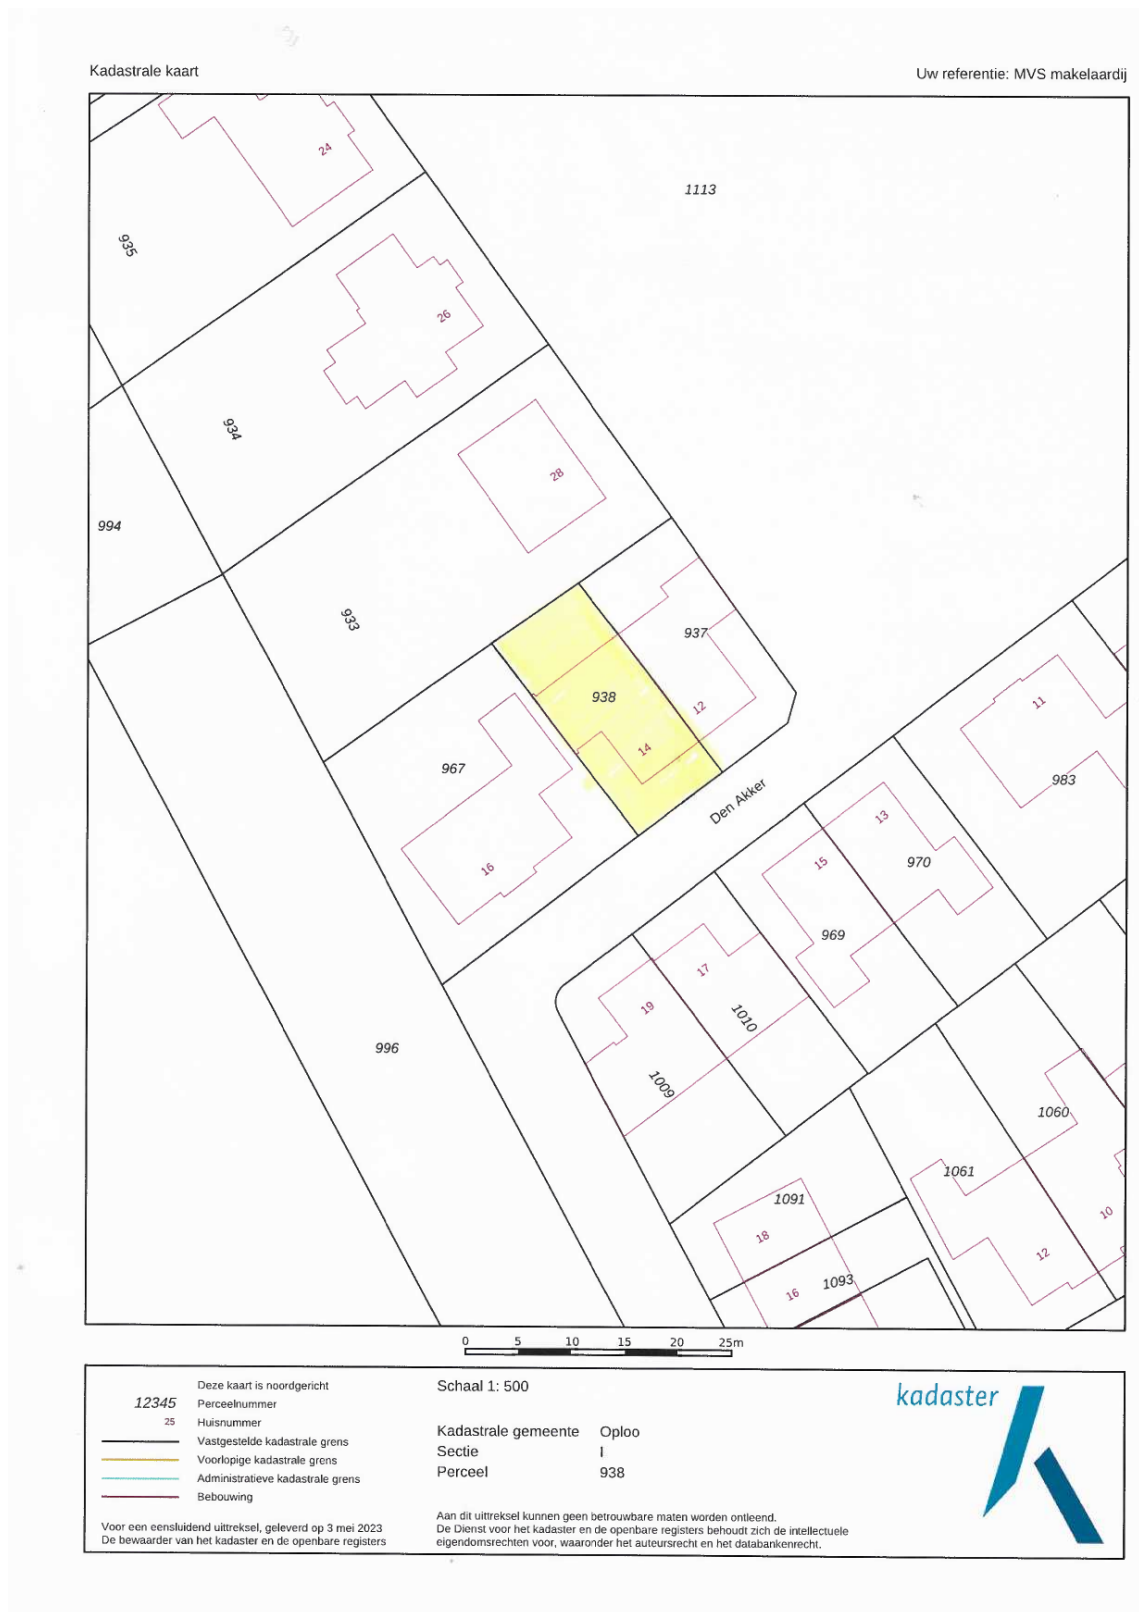 Kadastrale kaart
Uw referentie: MVS makelaardij
24
1113
935
26
934
28
994
933
937
938
12
14
967
11
983
Den Akker
13
16
15
970
969
17
19
1010
996
1009
1060
1061
1091
18
10
12
1093
16
0 5 10 15 20 25m
Deze kaart is noordgericht
12345 Perceelnummer
25 Huisnummer
Vastgestelde kadastrale grens
Voorlopige kadastrale grens
Administratieve kadastrale grens
Bebouwing
Voor een eensluidend uittreksel, geleverd op 3 mei 2023
De bewaarder van het kadaster en de openbare registers
Schaal 1: 500
Kadastrale gemeente Oploo
Sectie I
Perceel 938
Aan dit uittreksel kunnen geen betrouwbare maten worden ontleend.
De Dienst voor het kadaster en de openbare registers behoudt zich de intellectuele
eigendomsrechten voor, waaronder het auteursrecht en het databankenrecht.
kadaster